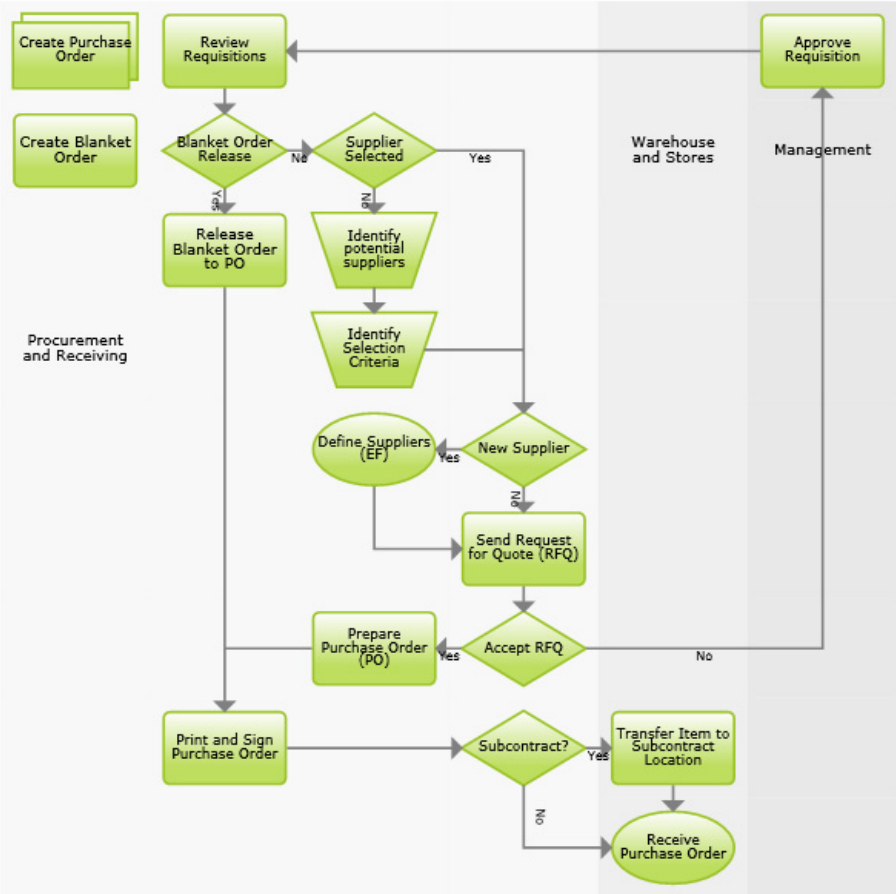 Create Purchase
Order
Review
Requisitions
Approve
Requisition
Create Blanket
Order
Blanket Order
Release
No
Supplier
Selected
Yes
Warehouse
and Stores
Management
Yes
No
Release
Blanket Order
to PO
Identify
potential
suppliers
Procurement
and Receiving
Identify
Selection
Criteria
Define Suppliers
(EF)
Yes
New Supplier
No
Send Request
for Quote (RFQ)
Prepare
Purchase Order
(PO)
Yes
Accept RFQ
No
Print and Sign
Purchase Order
Subcontract?
Yes
Transfer Item to
Subcontract
Location
No
Receive
Purchase Order